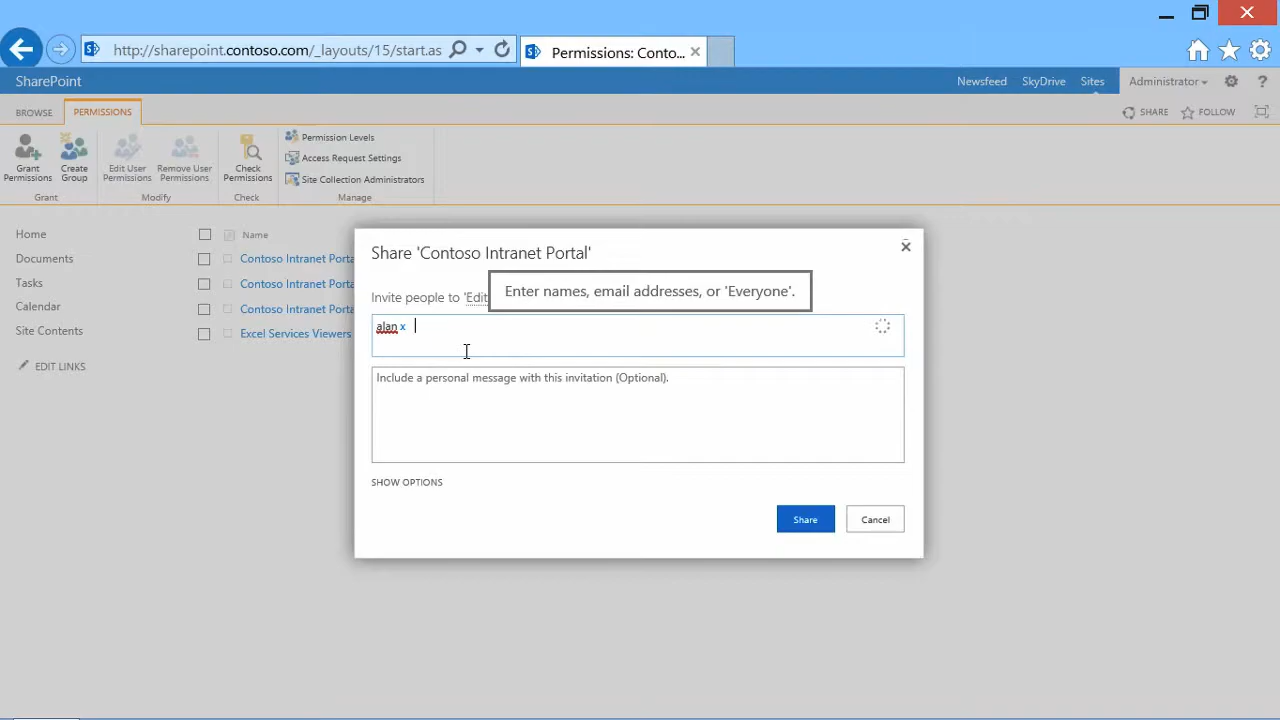 http://sharepoint.contoso.com/_layouts/15/start.as
Permissions: Conto...
SharePoint
Newsfeed
SkyDrive
Sites
Administrator
?
BROWSE
PERMISSIONS
SHARE
FOLLOW
Grant Permissions
Create Group
Edit User Permissions
Remove User Permissions
Check Permissions
Permission Levels
Access Request Settings
Site Collection Administrators
Grant
Modify
Check
Manage
Home
Documents
Tasks
Calendar
Site Contents
EDIT LINKS
Name
Contoso Intranet Porta
Contoso Intranet Porta
Contoso Intranet Porta
Excel Services Viewers
Share 'Contoso Intranet Portal'
Invite people to 'Edit
Enter names, email addresses, or 'Everyone'.
alan x
Include a personal message with this invitation (Optional).
SHOW OPTIONS
Share
Cancel